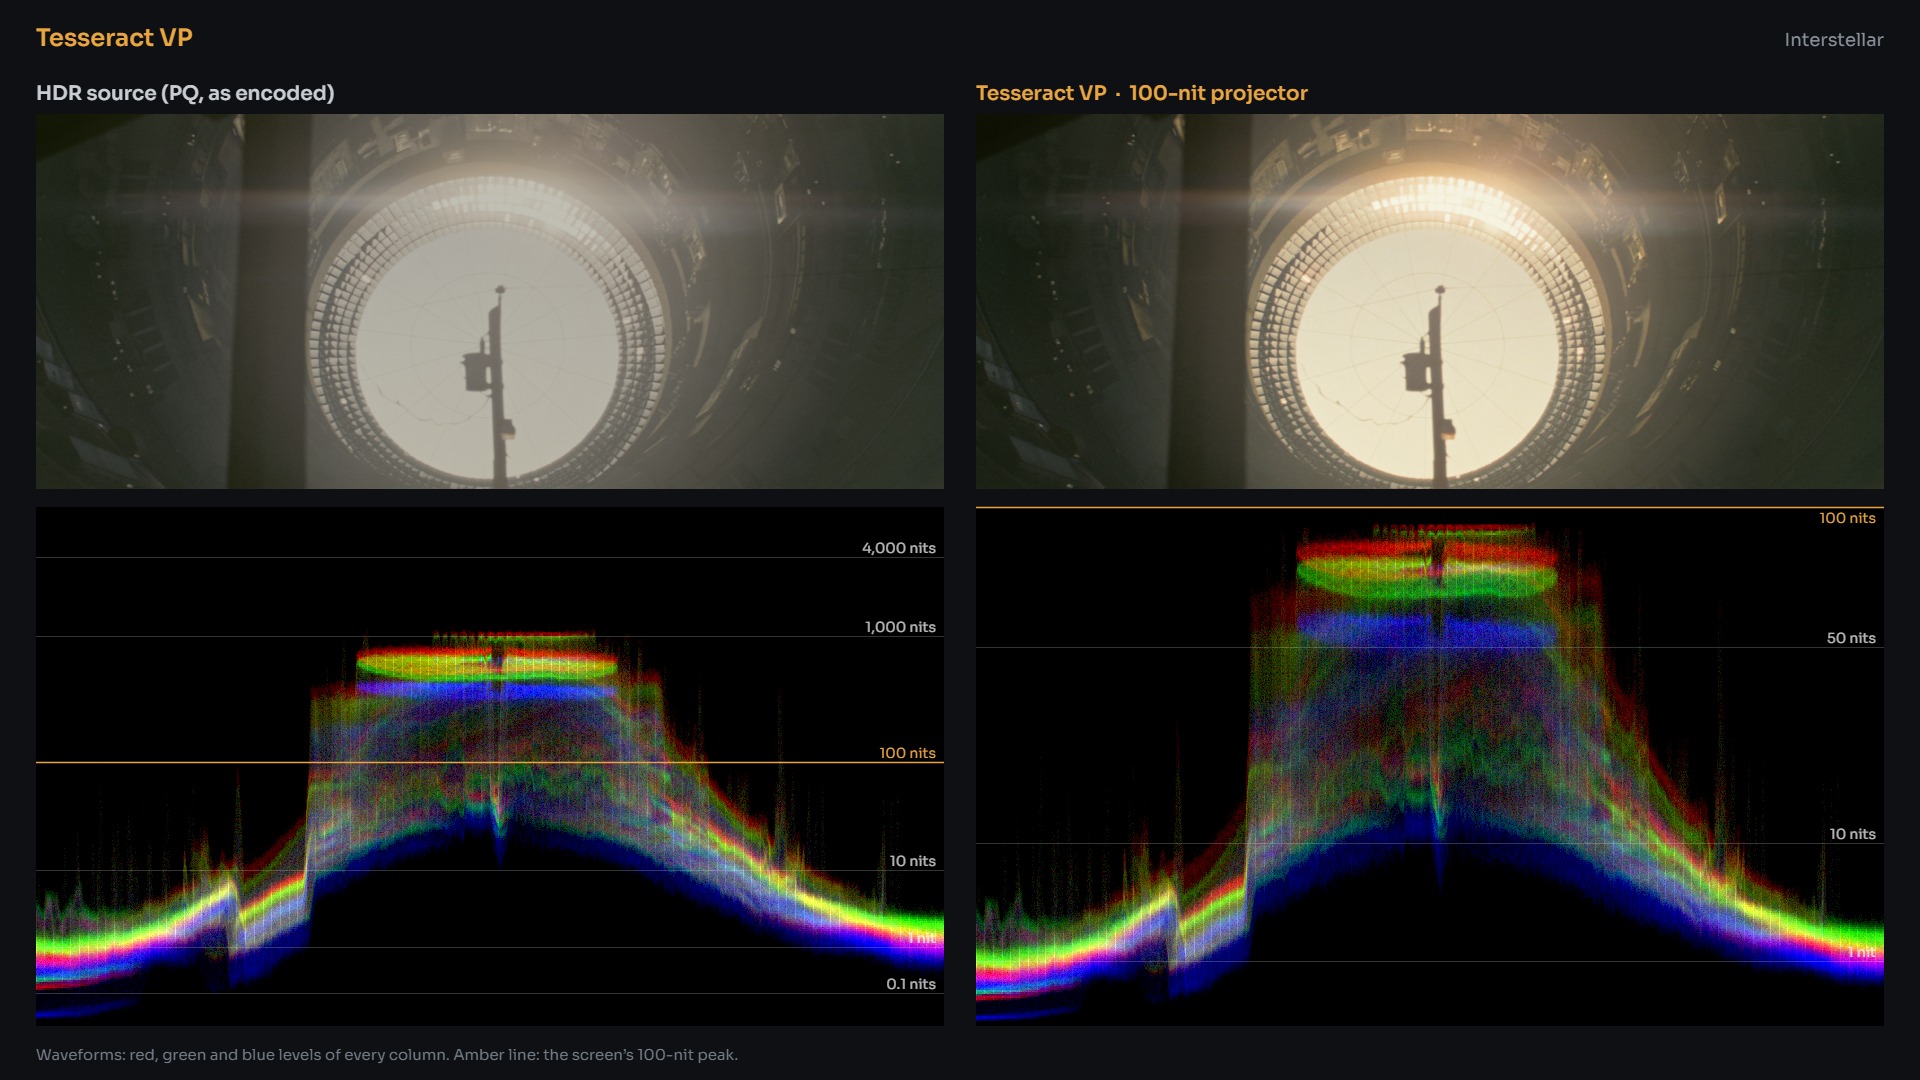 Tesseract VP
Interstellar
HDR source (PQ, as encoded)
Tesseract VP · 100-nit projector
4,000 nits
1,000 nits
100 nits
10 nits
1 nit
0.1 nits
100 nits
50 nits
10 nits
1 nit
Waveforms: red, green and blue levels of every column. Amber line: the screen’s 100-nit peak.